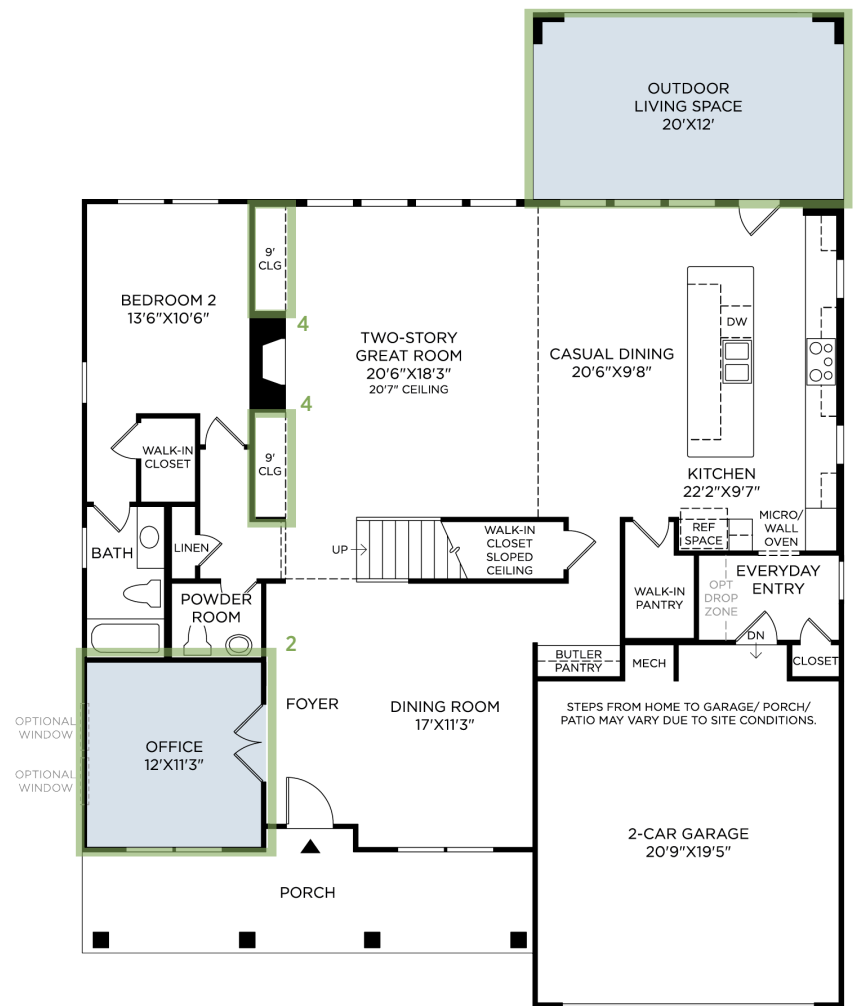 OUTDOOR
LIVING SPACE
20'X12'
9'
CLG
BEDROOM 2
13'6"X10'6"
4
DW
TWO-STORY
GREAT ROOM
20'6"X18'3"
20'7" CEILING
CASUAL DINING
20'6"X9'8"
4
WALK-IN
CLOSET
9'
CLG
KITCHEN
22'2"X9'7"
MICRO/
WALL
OVEN
REF
SPACE
BATH
LINEN
UP
WALK-IN
CLOSET
SLOPED
CEILING
EVERYDAY
ENTRY
OPT
DROP
ZONE
WALK-IN
PANTRY
POWDER
ROOM
2
DN
BUTLER
PANTRY
MECH
CLOSET
FOYER
DINING ROOM
17'X11'3"
STEPS FROM HOME TO GARAGE/ PORCH/
PATIO MAY VARY DUE TO SITE CONDITIONS.
OPTIONAL
WINDOW
OFFICE
12'X11'3"
OPTIONAL
WINDOW
2-CAR GARAGE
20'9"X19'5"
PORCH